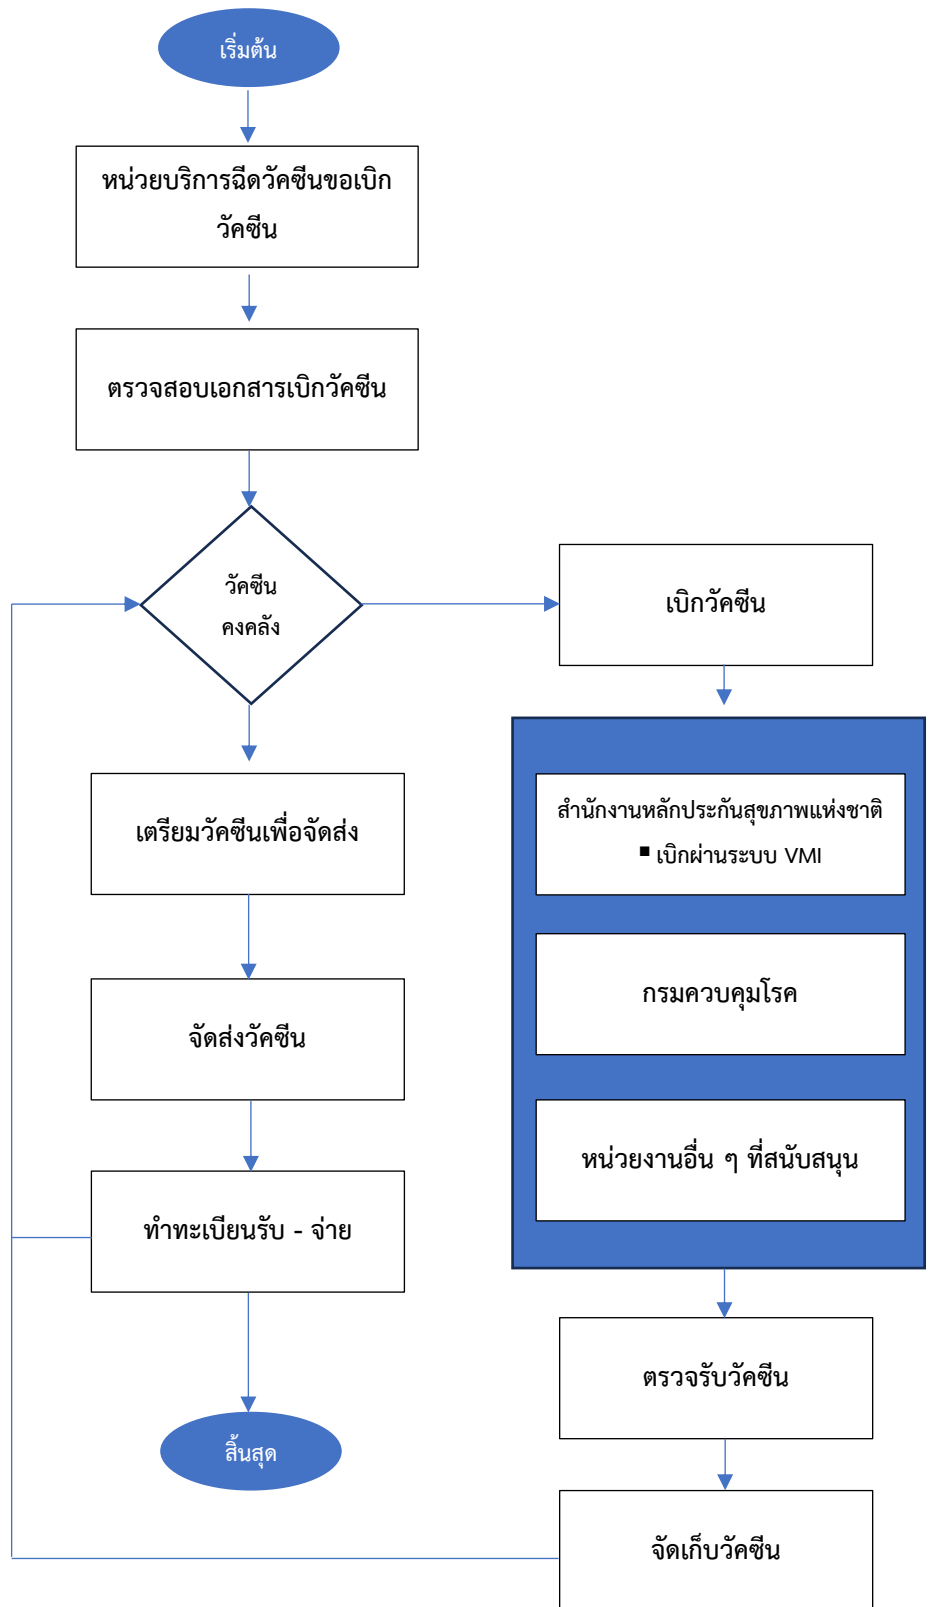 เริ่มต้น
หน่วยบริการฉีดวัคซีนขอเบิก
วัคซีน
ตรวจสอบเอกสารเบิกวัคซีน
วัคซีน
คงคลัง
เบิกวัคซีน
เตรียมวัคซีนเพื่อจัดส่ง
สำนักงานหลักประกันสุขภาพแห่งชาติ
▪ เบิกผ่านระบบ VMI
จัดส่งวัคซีน
กรมควบคุมโรค
ทำทะเบียนรับ - จ่าย
หน่วยงานอื่น ๆ ที่สนับสนุน
ตรวจรับวัคซีน
สิ้นสุด
จัดเก็บวัคซีน